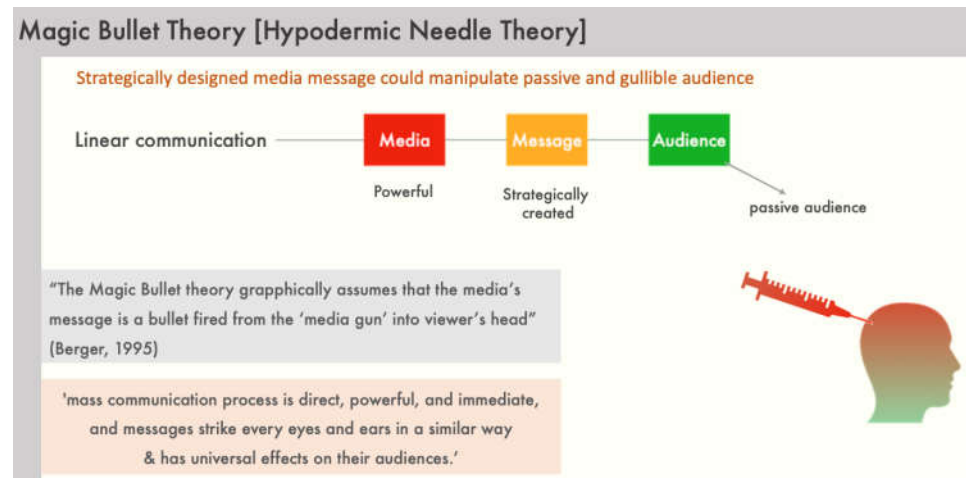 Magic Bullet Theory [Hypodermic Needle Theory]
Strategically designed media message could manipulate passive and gullible audience
Linear communication
Media
Message
Audience
Powerful
Strategically
created
passive audience
“The Magic Bullet theory grapphically assumes that the media’s
message is a bullet fired from the ‘media gun’ into viewer’s head”
(Berger, 1995)
'mass communication process is direct, powerful, and immediate,
and messages strike every eyes and ears in a similar way
& has universal effects on their audiences.’